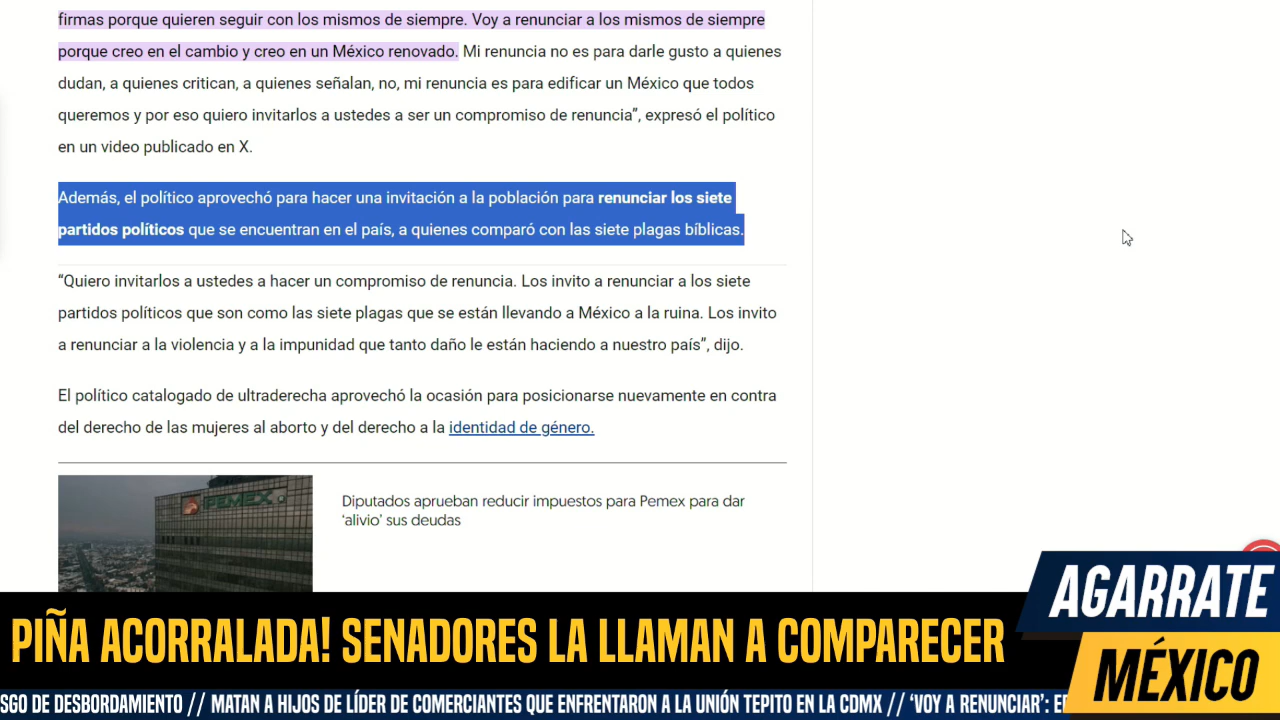 firmas porque quieren seguir con los mismos de siempre. Voy a renunciar a los mismos de siempre
porque creo en el cambio y creo en un México renovado. Mi renuncia no es para darle gusto a quienes
dudan, a quienes critican, a quienes señalan, no, mi renuncia es para edificar un México que todos
queremos y por eso quiero invitarlos a ustedes a ser un compromiso de renuncia”, expresó el político
en un video publicado en X.
Además, el político aprovechó para hacer una invitación a la población para renunciar los siete
partidos políticos que se encuentran en el país, a quienes comparó con las siete plagas bíblicas.
“Quiero invitarlos a ustedes a hacer un compromiso de renuncia. Los invito a renunciar a los siete
partidos políticos que son como las siete plagas que se están llevando a México a la ruina. Los invito
a renunciar a la violencia y a la impunidad que tanto daño le están haciendo a nuestro país”, dijo.
El político catalogado de ultraderecha aprovechó la ocasión para posicionarse nuevamente en contra
del derecho de las mujeres al aborto y del derecho a la identidad de género.
PEMEX
Diputados aprueban reducir impuestos para Pemex para dar
‘alivio’ sus deudas
AGARRATE
MÉXICO
PIÑA ACORRALADA! SENADORES LA LLAMAN A COMPARECER
SGO DE DESBORDAMIENTO // MATAN A HIJOS DE LÍDER DE COMERCIANTES QUE ENFRENTARON A LA UNIÓN TEPITO EN LA CDMX // ‘VOY A RENUNCIAR’: